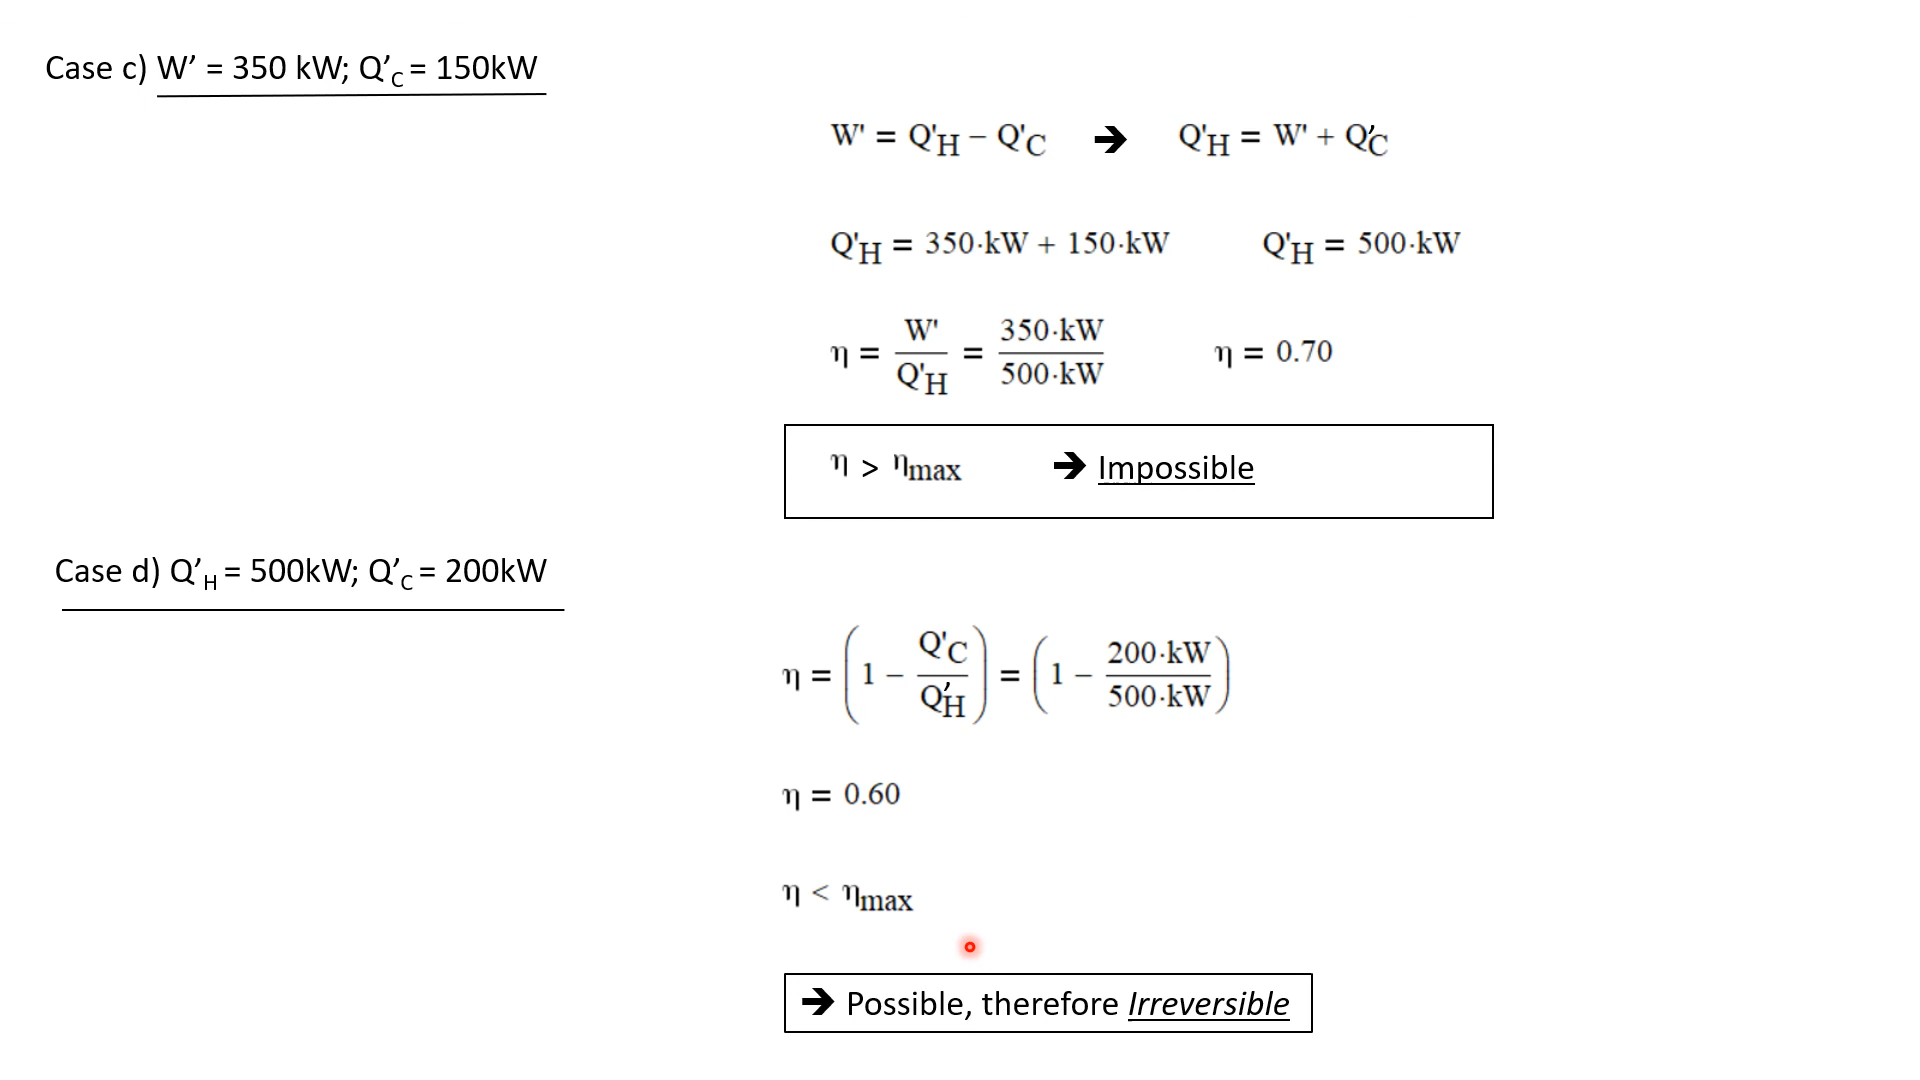 Case c) W’ = 350 kW; Q’C = 150kW
W' = Q'H − Q'C ➔ Q'H = W' + Q’C
Q'H = 350·kW + 150·kW Q'H = 500·kW
η = W' / Q'H = 350·kW / 500·kW η = 0.70
η > ηmax ➔ Impossible
Case d) Q’H = 500kW; Q’C = 200kW
η = (1 − Q'C / Q’H) = (1 − 200·kW / 500·kW)
η = 0.60
η < ηmax
➔ Possible, therefore Irreversible